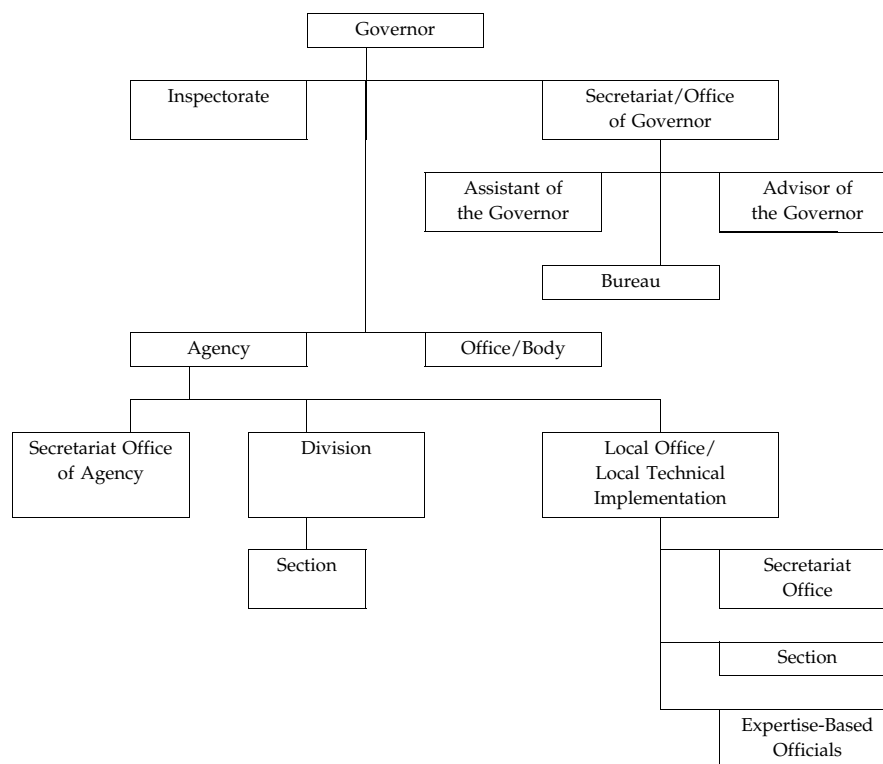 Governor
Inspectorate
Secretariat/Office
of Governor
Assistant of
the Governor
Advisor of
the Governor
Bureau
Agency
Office/Body
Secretariat Office
of Agency
Division
Local Office/
Local Technical
Implementation
Section
Secretariat
Office
Section
Expertise-Based
Officials